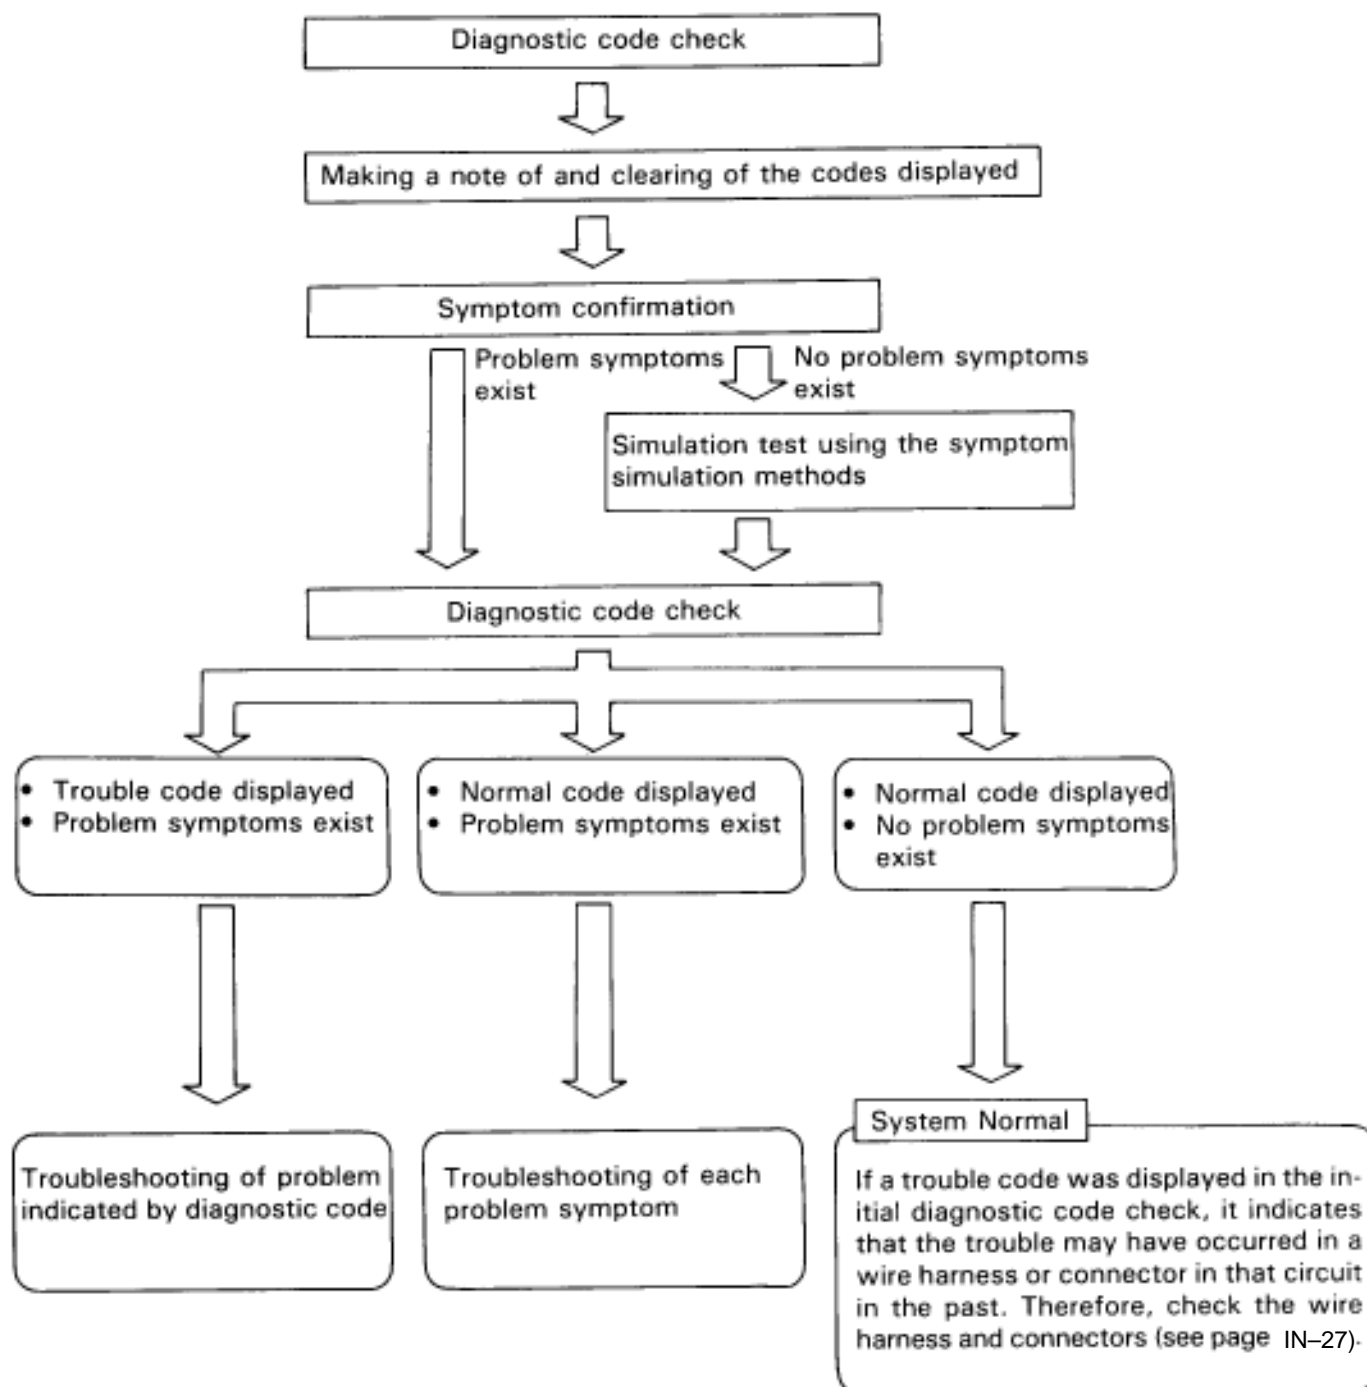 Diagnostic code check
Making a note of and clearing of the codes displayed
Symptom confirmation
Problem symptoms
exist
No problem symptoms
exist
Simulation test using the symptom
simulation methods
Diagnostic code check
• Trouble code displayed
• Problem symptoms exist
• Normal code displayed
• Problem symptoms exist
• Normal code displayed
• No problem symptoms
exist
Troubleshooting of problem
indicated by diagnostic code
Troubleshooting of each
problem symptom
System Normal
If a trouble code was displayed in the in-
itial diagnostic code check, it indicates
that the trouble may have occurred in a
wire harness or connector in that circuit
in the past. Therefore, check the wire
harness and connectors (see page IN–27).